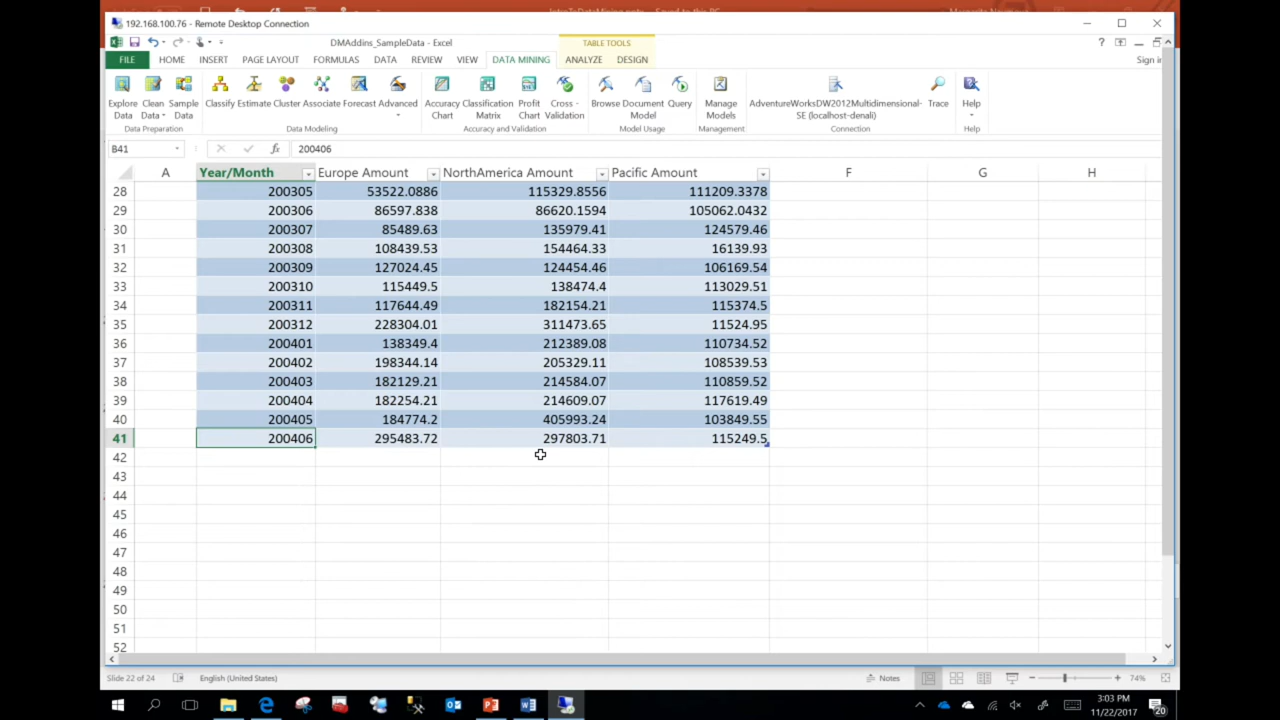 192.168.100.76 - Remote Desktop Connection
DMAddins_SampleData - Excel
TABLE TOOLS
?
FILE HOME INSERT PAGE LAYOUT FORMULAS DATA REVIEW VIEW DATA MINING ANALYZE DESIGN Sign in
Explore Data
Clean Data
Sample Data
Classify Estimate Cluster Associate Forecast Advanced
Accuracy Chart
Classification Matrix
Profit Chart
Cross - Validation
Browse Document Model Query
Manage Models
AdventureWorksDW2012Multidimensional-SE (localhost-denali)
Trace
Help
Data Preparation Data Modeling Accuracy and Validation Model Usage Management Connection Help
B41 fx 200406
A Year/Month Europe Amount NorthAmerica Amount Pacific Amount F G H
28 200305 53522.0886 115329.8556 111209.3378
29 200306 86597.838 86620.1594 105062.0432
30 200307 85489.63 135979.41 124579.46
31 200308 108439.53 154464.33 16139.93
32 200309 127024.45 124454.46 106169.54
33 200310 115449.5 138474.4 113029.51
34 200311 117644.49 182154.21 115374.5
35 200312 228304.01 311473.65 11524.95
36 200401 138349.4 212389.08 110734.52
37 200402 198344.14 205329.11 108539.53
38 200403 182129.21 214584.07 110859.52
39 200404 182254.21 214609.07 117619.49
40 200405 184774.2 405993.24 103849.55
41 200406 295483.72 297803.71 115249.5
42
43
44
45
46
47
48
49
50
51
52
Slide 22 of 24 English (United States) Notes 74%
3:03 PM
11/22/2017
20